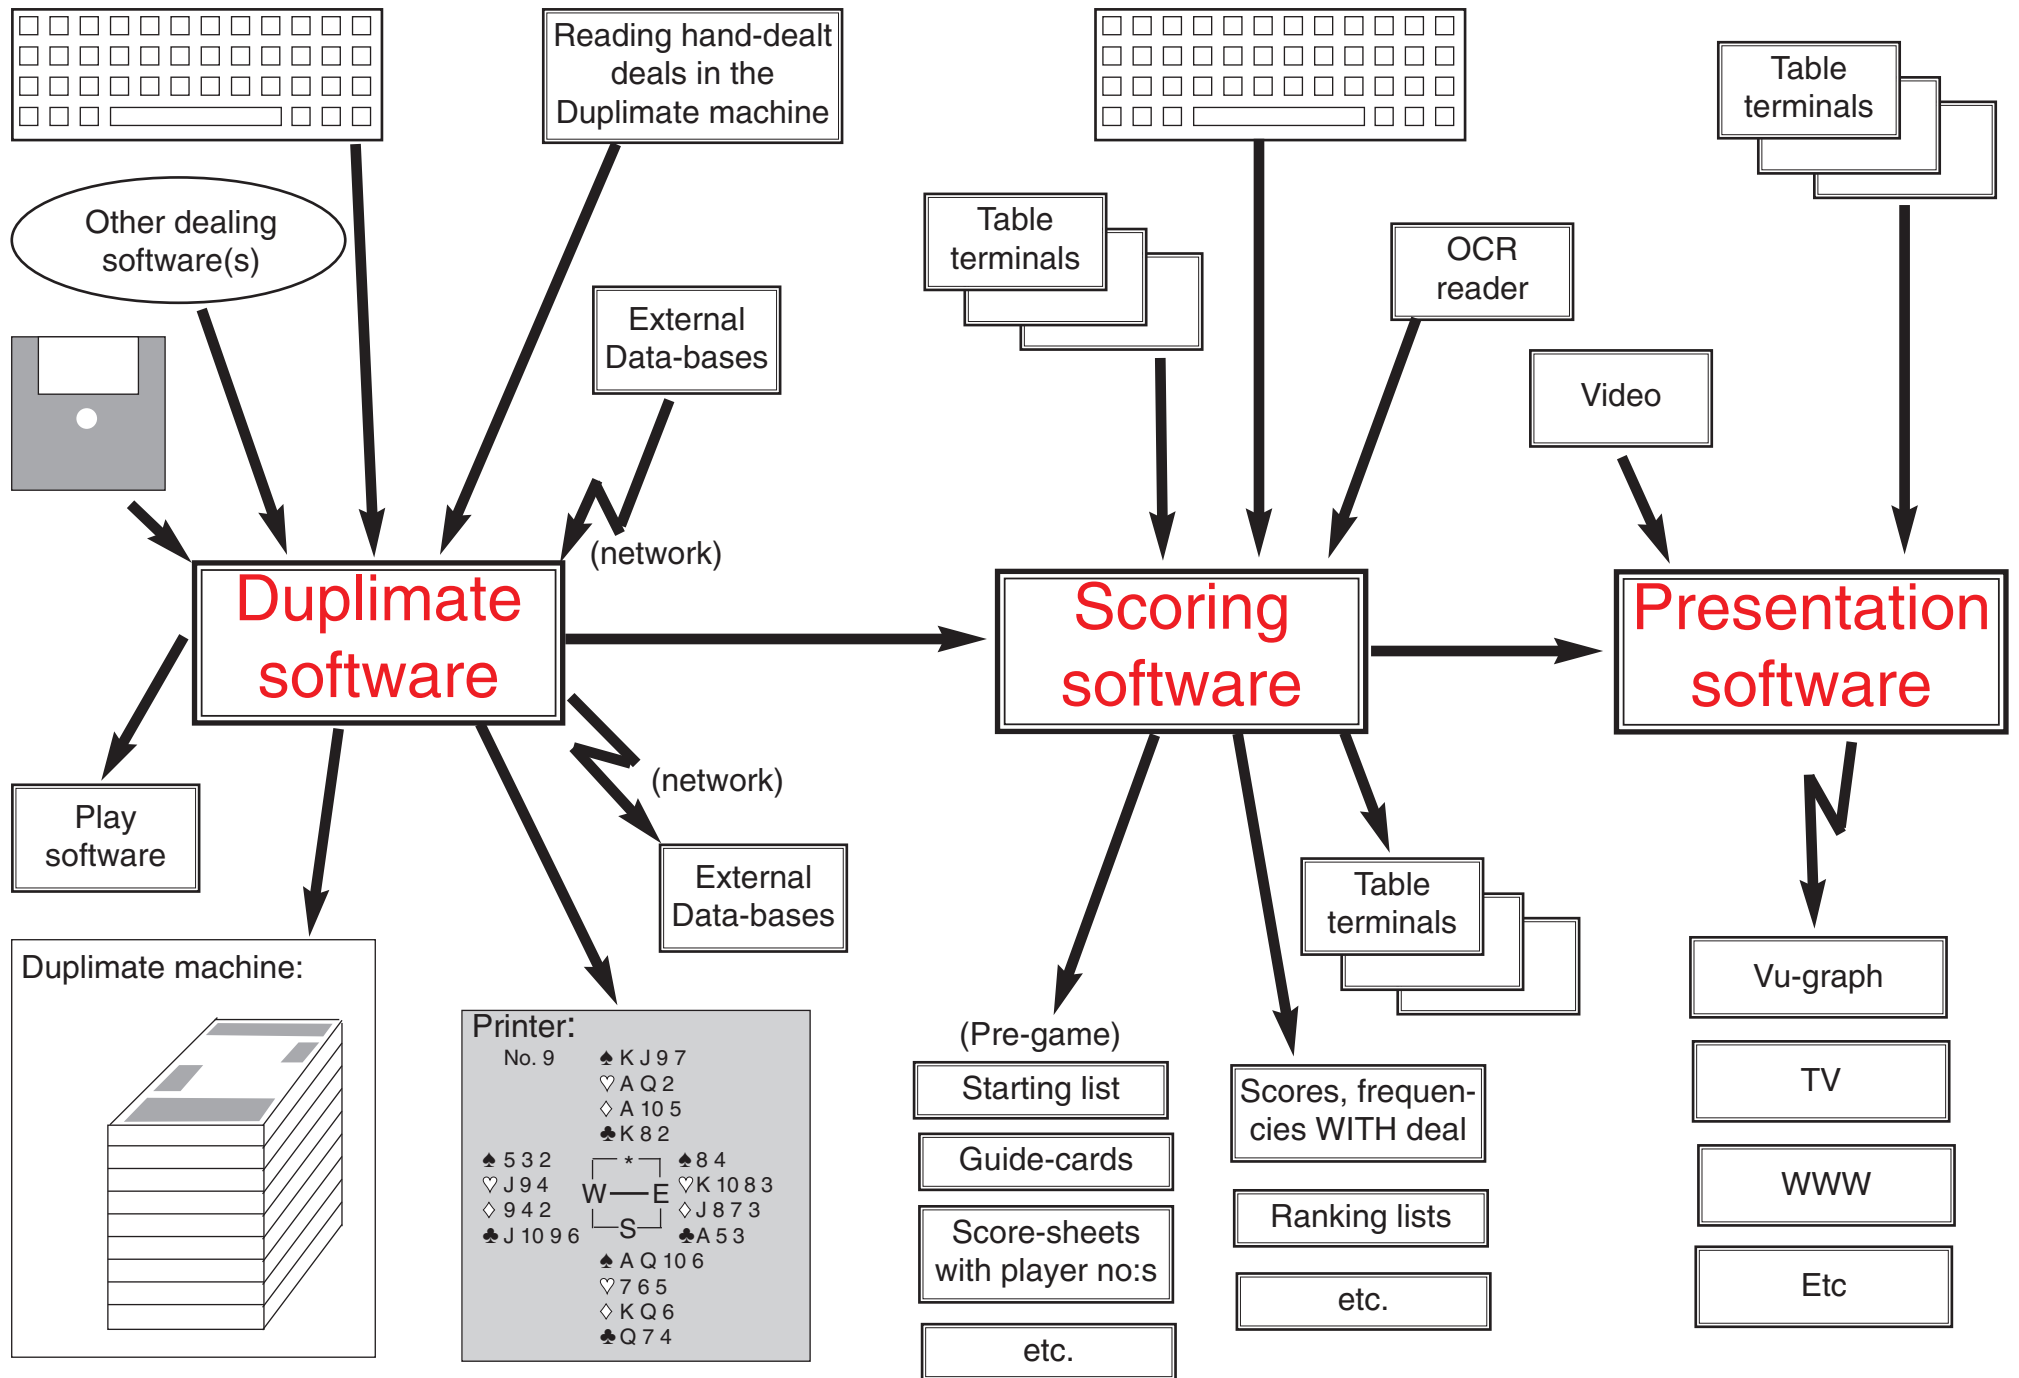 Reading hand-dealt
deals in the
Duplimate machine
Table
terminals
Other dealing
software(s)
Table
terminals
OCR
reader
External
Data-bases
Video
(network)
Duplimate
software
Scoring
software
Presentation
software
(network)
Play
software
External
Data-bases
Table
terminals
Duplimate machine:
Printer:
No. 9
♠ K J 9 7
♡ A Q 2
♢ A 10 5
♣ K 8 2
♠ 5 3 2
♡ J 9 4
♢ 9 4 2
♣ J 10 9 6
*
W E
S
♠ 8 4
♡ K 10 8 3
♢ J 8 7 3
♣ A 5 3
♠ A Q 10 6
♡ 7 6 5
♢ K Q 6
♣ Q 7 4
(Pre-game)
Starting list
Guide-cards
Score-sheets
with player no:s
etc.
Scores, frequen-
cies WITH deal
Ranking lists
etc.
Vu-graph
TV
WWW
Etc